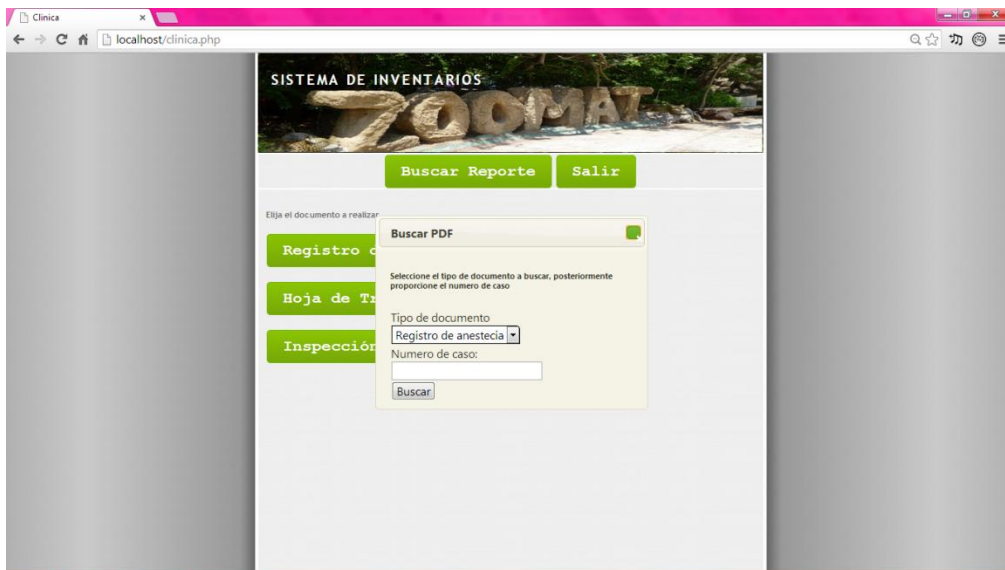 Clinica
localhost/clinica.php
SISTEMA DE INVENTARIOS
ZOOMAT
Buscar Reporte
Salir
Elija el documento a realizar
Buscar PDF
Registro
Seleccione el tipo de documento a buscar, posteriormente
proporcione el numero de caso
Hoja de Tr
Tipo de documento
Registro de anestecia
Inspección
Numero de caso:
Buscar